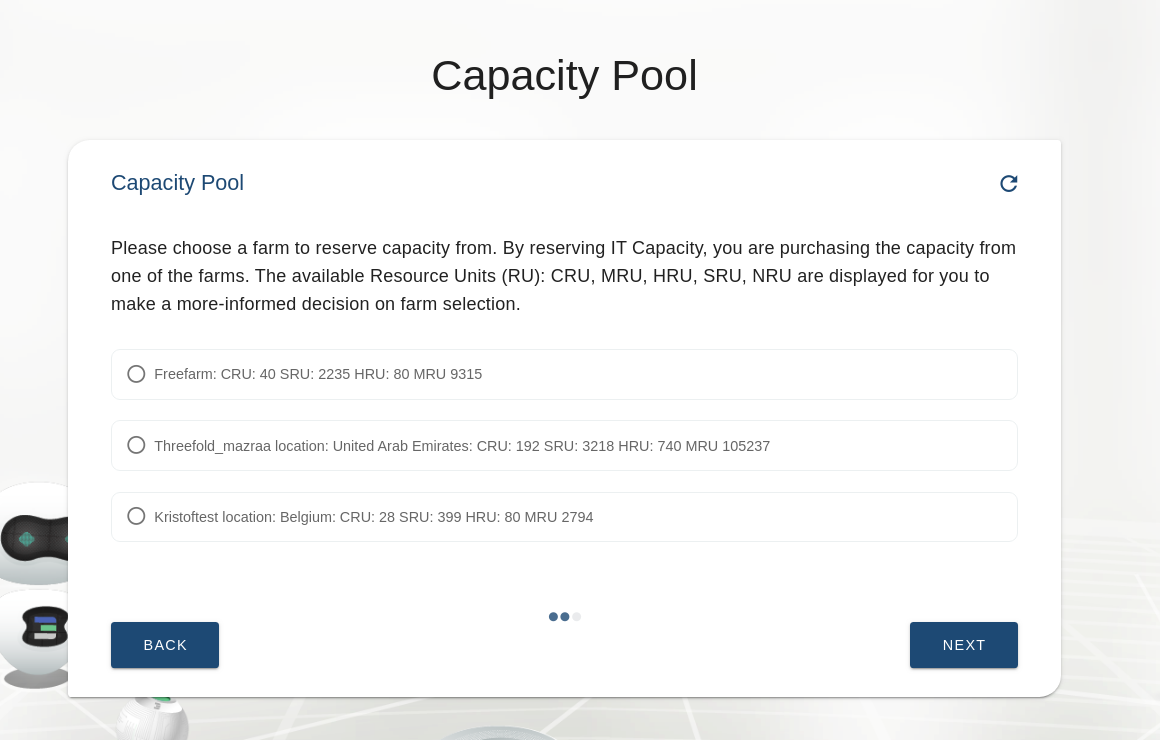 Capacity Pool
Capacity Pool
Please choose a farm to reserve capacity from. By reserving IT Capacity, you are purchasing the capacity from
one of the farms. The available Resource Units (RU): CRU, MRU, HRU, SRU, NRU are displayed for you to
make a more-informed decision on farm selection.
Freefarm: CRU: 40 SRU: 2235 HRU: 80 MRU 9315
Threefold_mazraa location: United Arab Emirates: CRU: 192 SRU: 3218 HRU: 740 MRU 105237
Kristoftest location: Belgium: CRU: 28 SRU: 399 HRU: 80 MRU 2794
BACK
NEXT